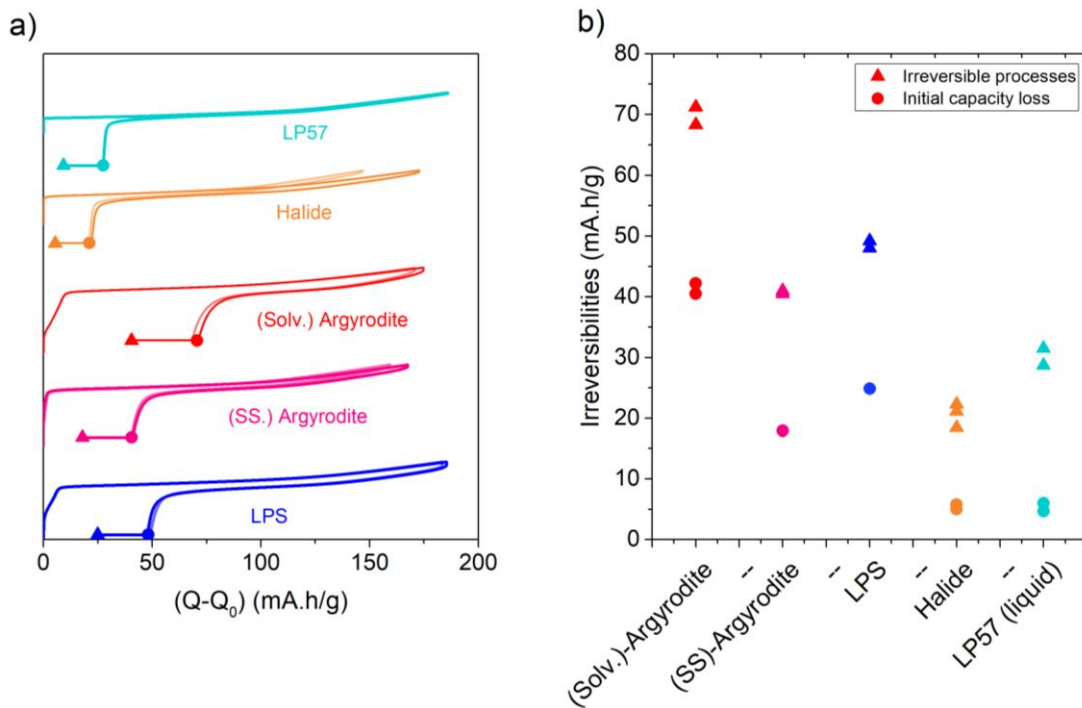 a)
LP57
Halide
(Solv.) Argyrodite
(SS.) Argyrodite
LPS
0
50
100
150
200
(Q-Q0) (mA.h/g)
b)
80
70
60
50
40
30
20
10
0
Irreversibilities (mA.h/g)
Irreversible processes
Initial capacity loss
(Solv.)-Argyrodite
--
(SS)-Argyrodite
--
LPS
--
Halide
--
LP57 (liquid)